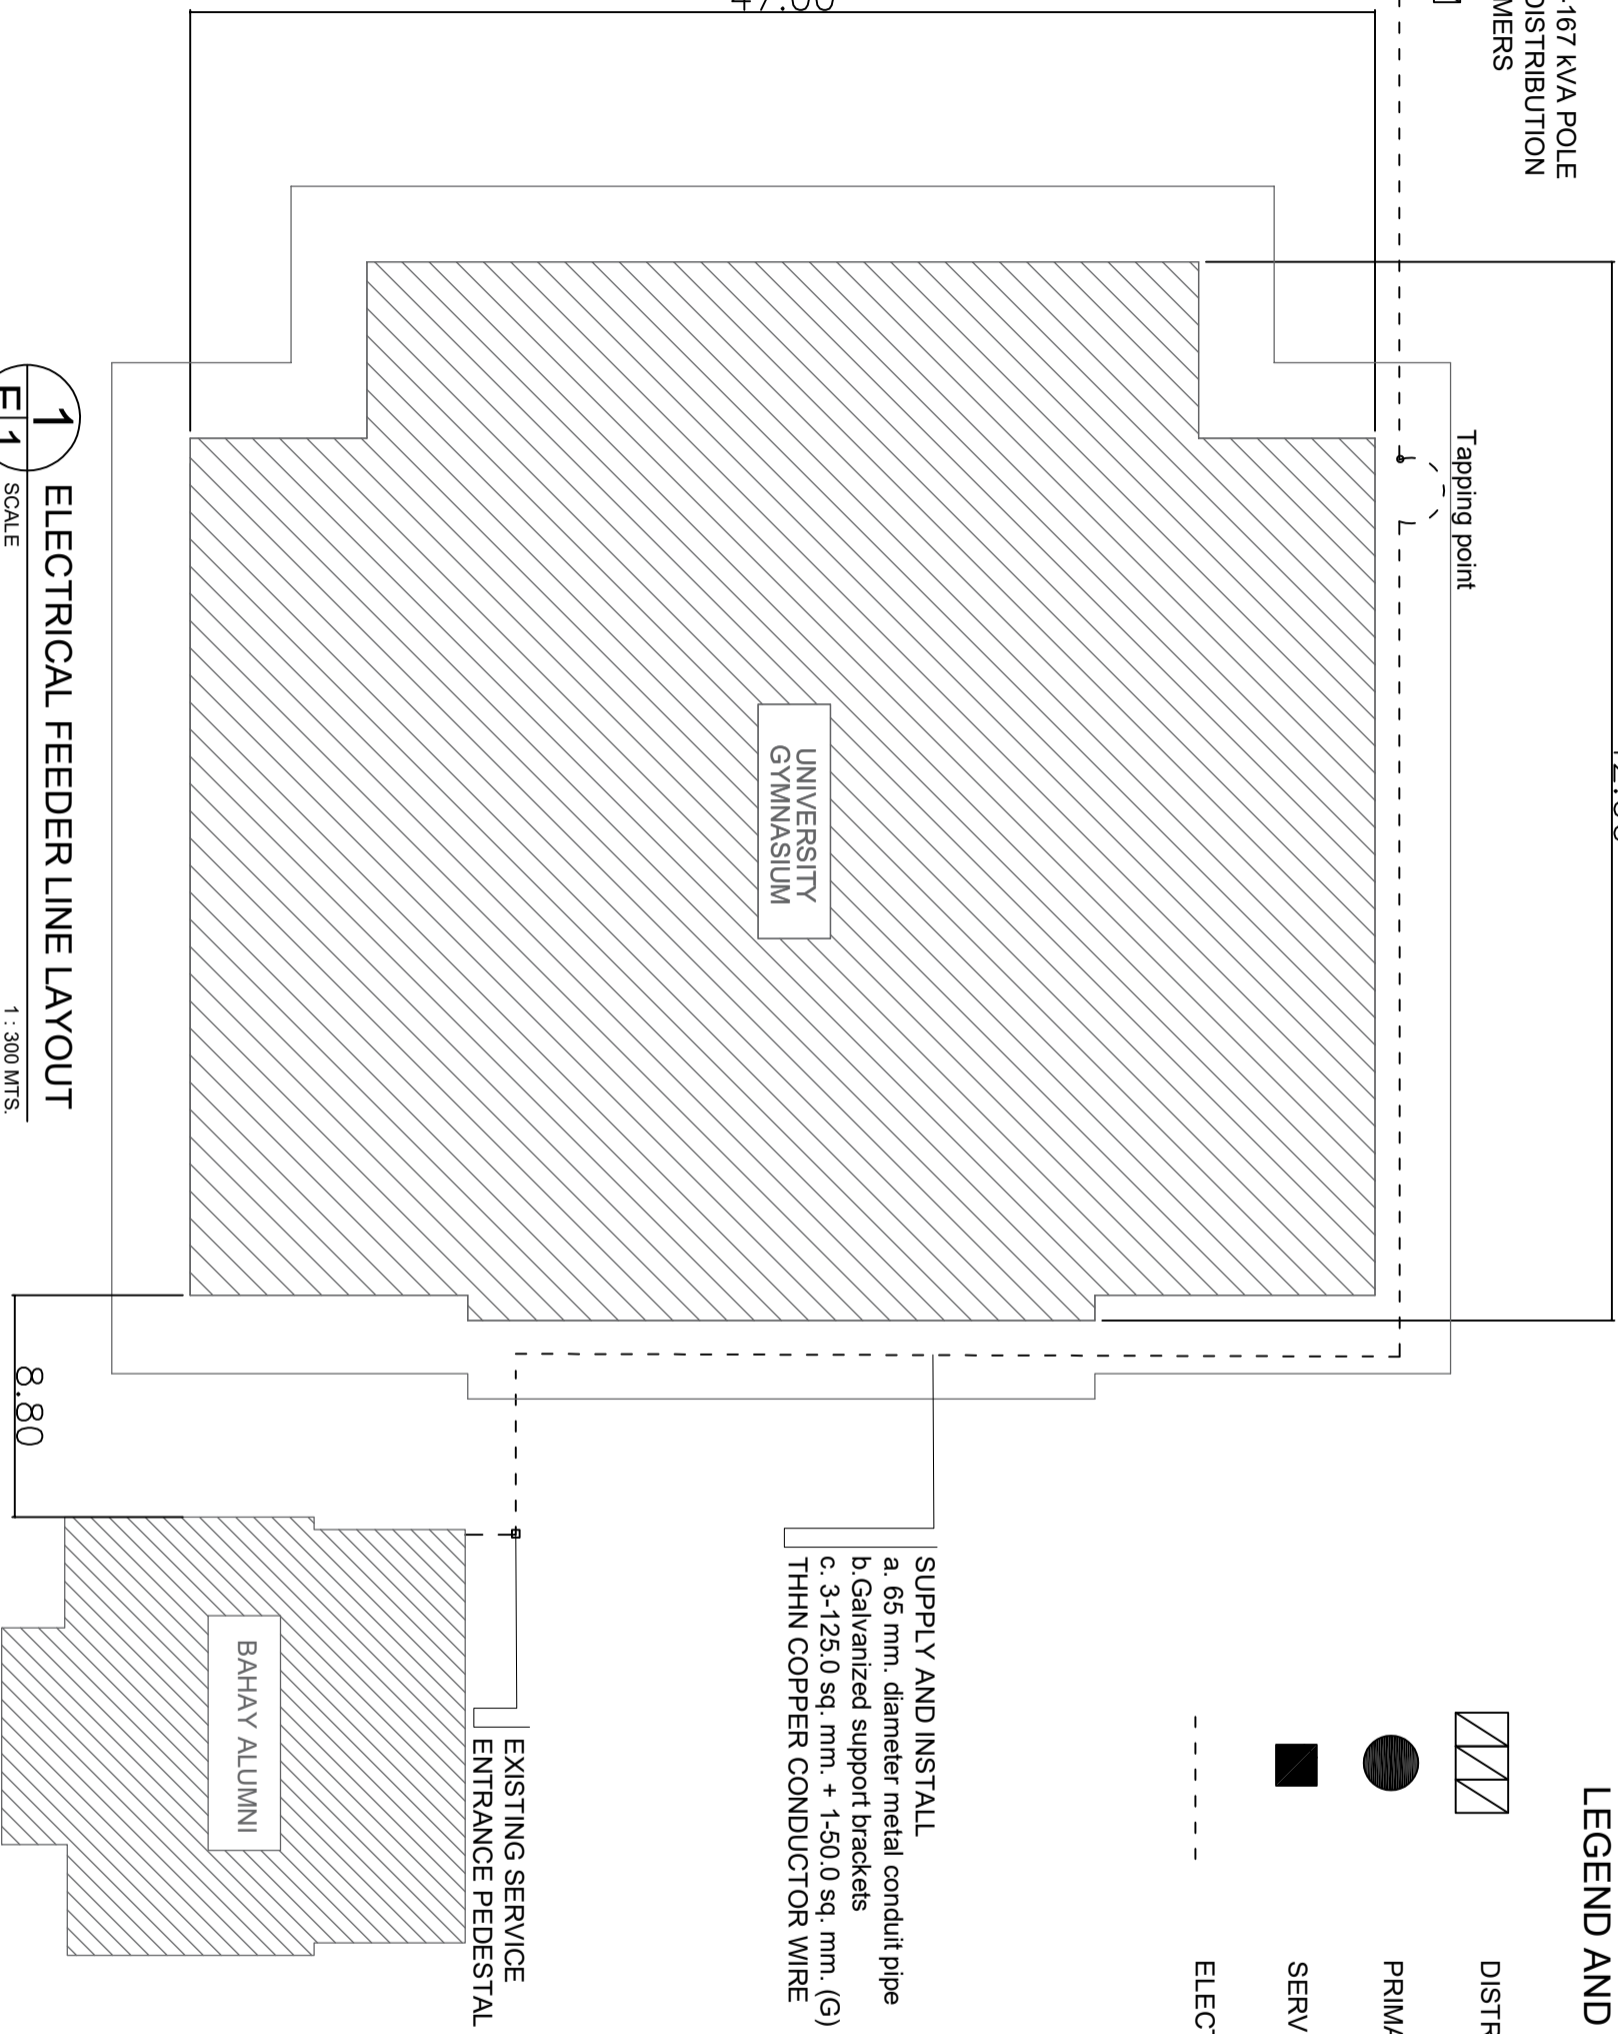 -167 kVA POLE
DISTRIBUTION
MERS
Tapping point
UNIVERSITY
GYMNASIUM
1
SCALE
ELECTRICAL FEEDER LINE LAYOUT
1 : 300 MTS.
8.80
BAHAY ALUMNI
SUPPLY AND INSTALL
a. 65 mm. diameter metal conduit pipe
b.Galvanized support brackets
c. 3-125.0 sq. mm. + 1-50.0 sq. mm. (G)
THHN COPPER CONDUCTOR WIRE
EXISTING SERVICE
ENTRANCE PEDESTAL
LEGEND AND
DISTR
PRIMA
SERV
ELECT